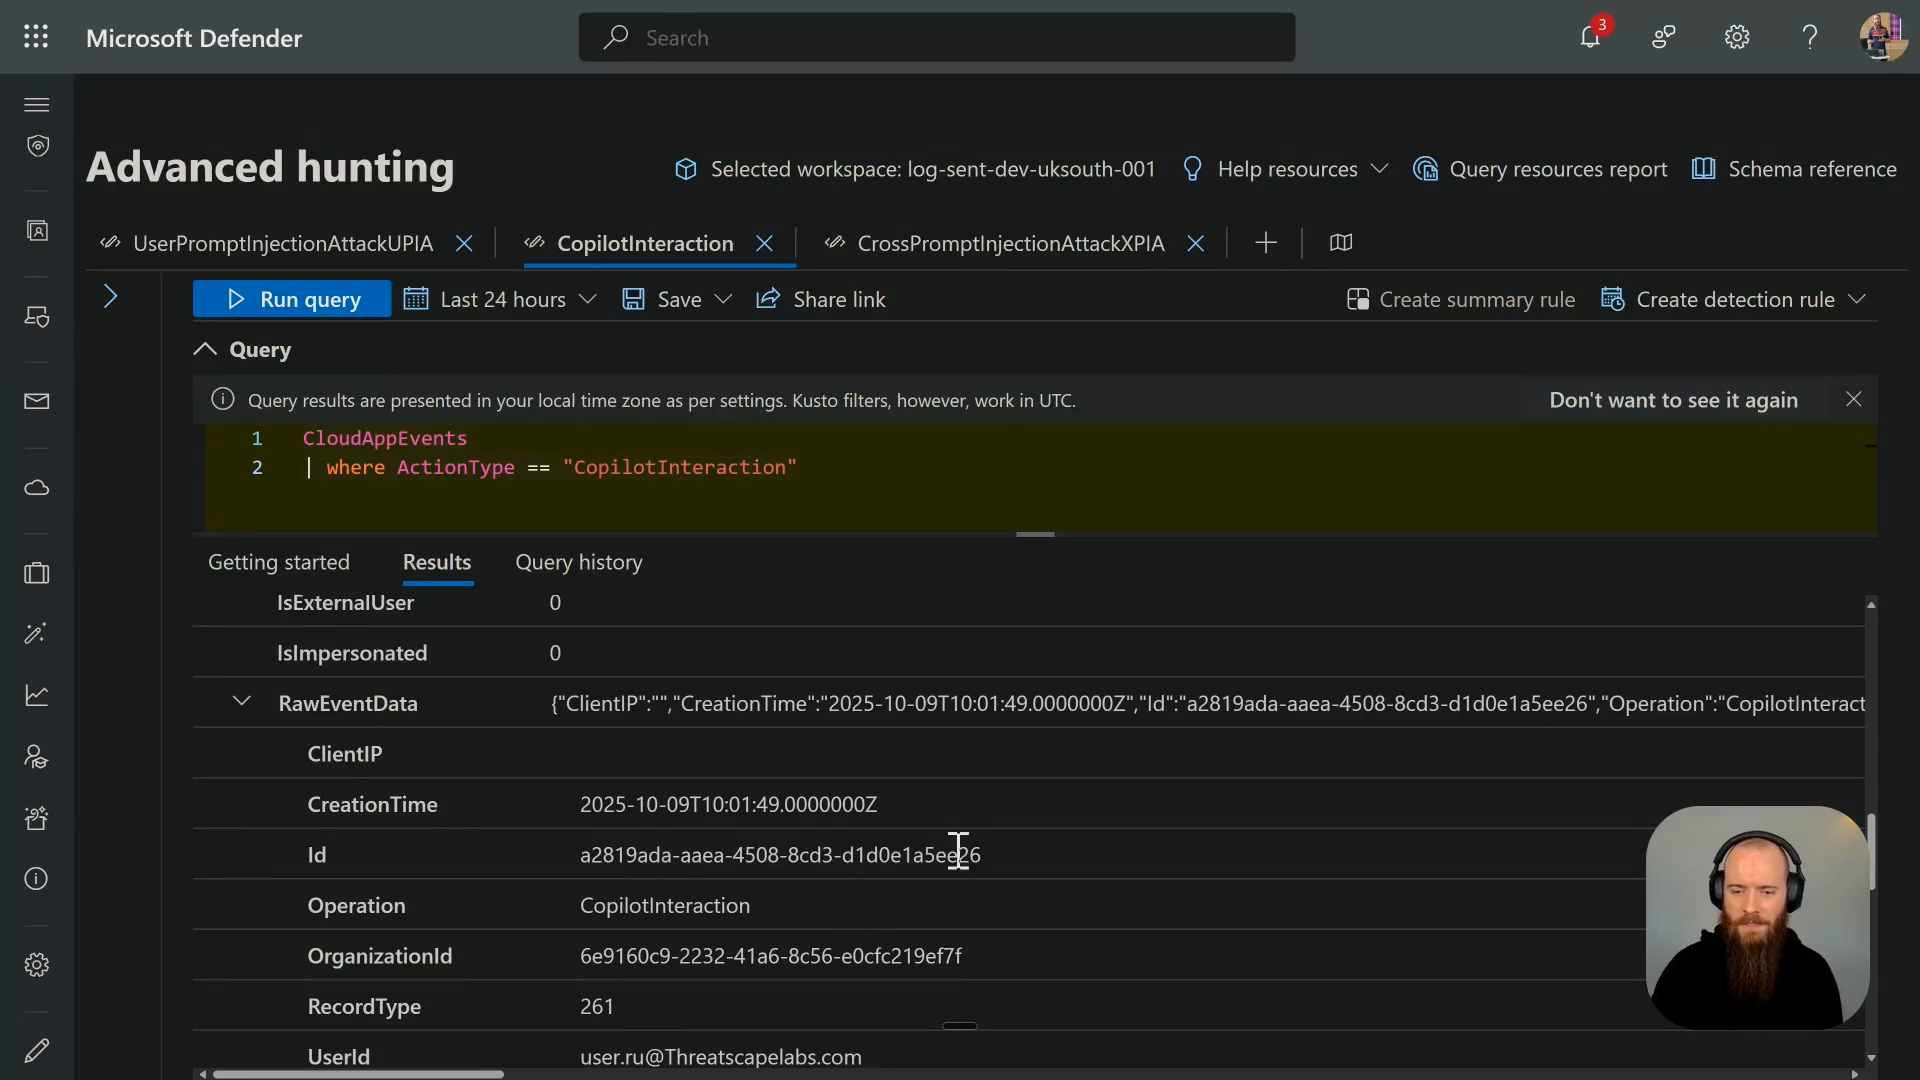 Microsoft Defender
Search
3
Advanced hunting
Selected workspace: log-sent-dev-uksouth-001
Help resources
Query resources report
Schema reference
UserPromptInjectionAttackUPIA
CopilotInteraction
CrossPromptInjectionAttackXPIA
Run query
Last 24 hours
Save
Share link
Create summary rule
Create detection rule
Query
Query results are presented in your local time zone as per settings. Kusto filters, however, work in UTC.
Don't want to see it again
1 CloudAppEvents
2 | where ActionType == "CopilotInteraction"
Getting started
Results
Query history
IsExternalUser 0
IsImpersonated 0
RawEventData {"ClientIP":"","CreationTime":"2025-10-09T10:01:49.0000000Z","Id":"a2819ada-aaea-4508-8cd3-d1d0e1a5ee26","Operation":"CopilotInteract
ClientIP
CreationTime 2025-10-09T10:01:49.0000000Z
Id a2819ada-aaea-4508-8cd3-d1d0e1a5ee26
Operation CopilotInteraction
OrganizationId 6e9160c9-2232-41a6-8c56-e0cfc219ef7f
RecordType 261
UserId user.ru@Threatscapelabs.com